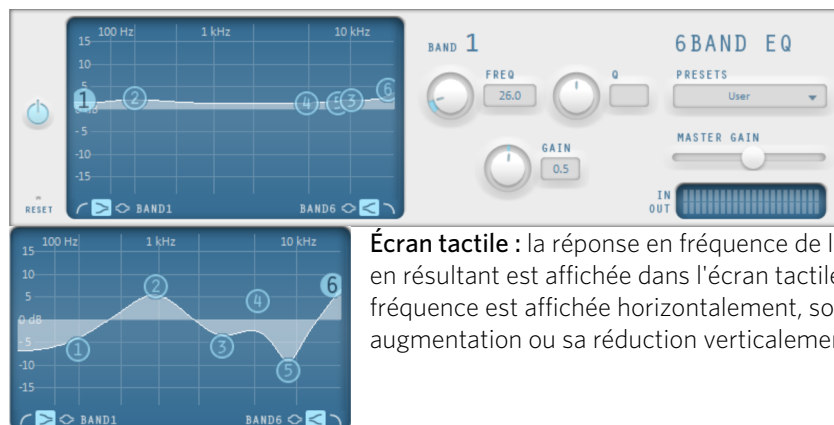 100 Hz 1 kHz 10 kHz
15
10
5
0 dB
-5
-10
-15
1 2 4 5 3 6
RESET BAND1 BAND6
BAND 1
FREQ
26.0
Q
GAIN
0.5
6BAND EQ
PRESETS
User
MASTER GAIN
IN
OUT
100 Hz 1 kHz 10 kHz
15
10
5
0 dB
-5
-10
-15
1 2 3 4 5 6
BAND1 BAND6
Écran tactile : la réponse en fréquence de l
en résultant est affichée dans l'écran tactile
fréquence est affichée horizontalement, so
augmentation ou sa réduction verticaleme